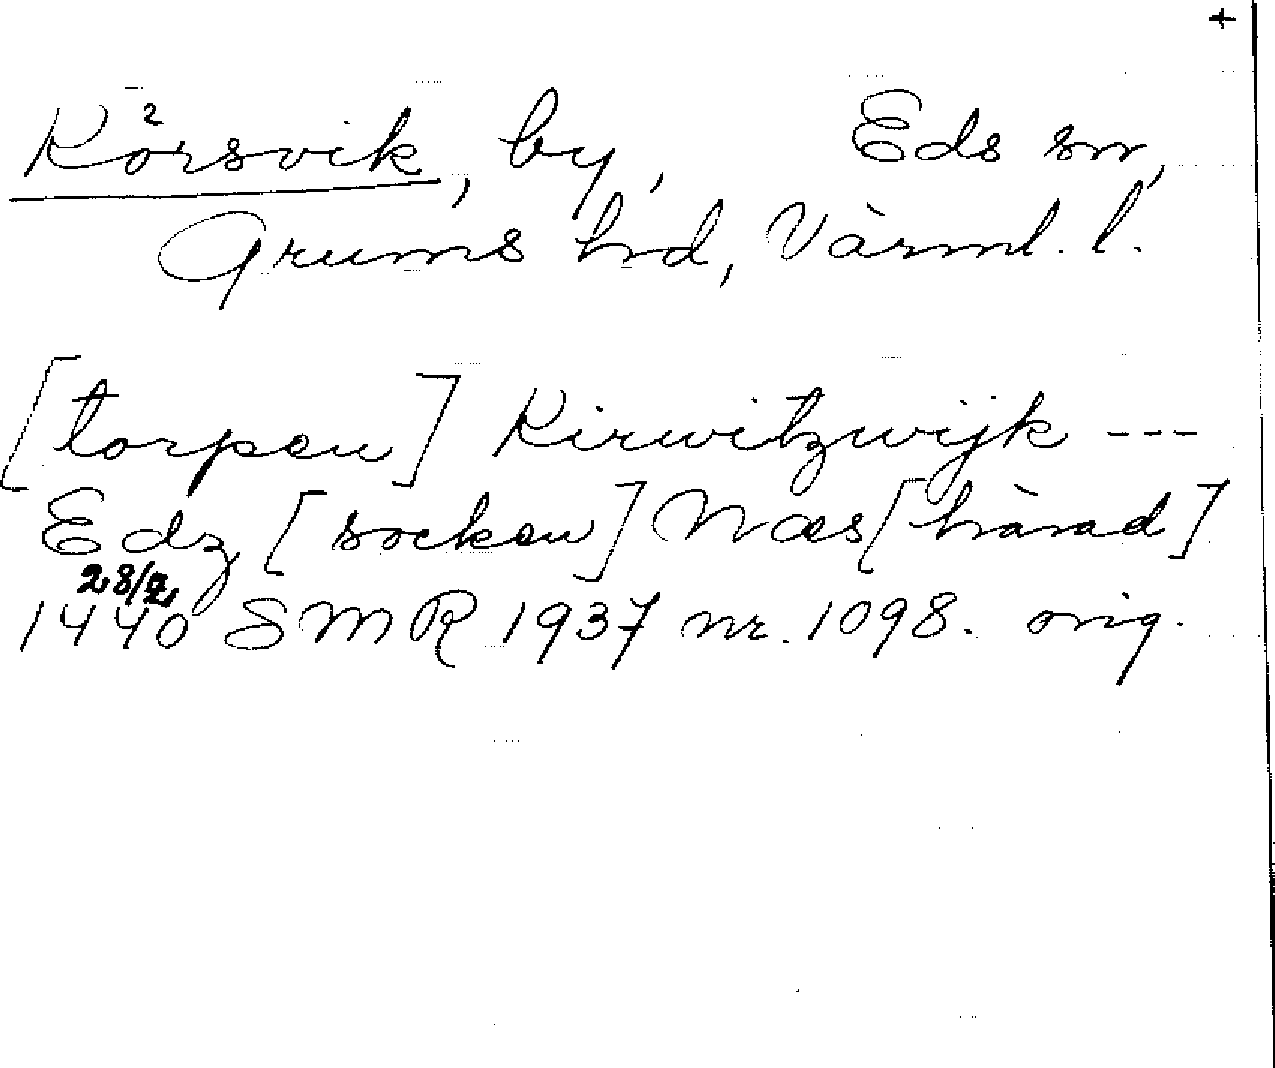 +
Körsvik, by, Eds sn,
Grums hd, Värml. l.
[torpen] Kirwitzwijk ---
Edz [socken] Næs [härad]
28/2
1440 SMR 1937 nr. 1098. orig.